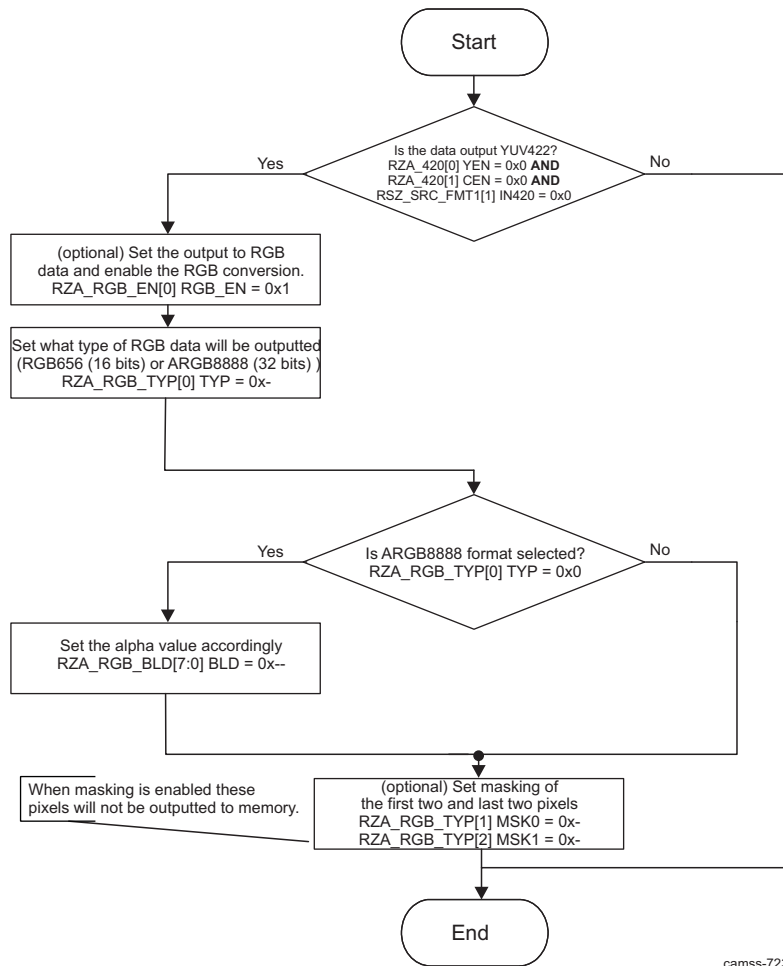 Start
Is the data output YUV422?
RZA_420[0] YEN = 0x0 AND
RZA_420[1] CEN = 0x0 AND
RSZ_SRC_FMT1[1] IN420 = 0x0
Yes
No
(optional) Set the output to RGB
data and enable the RGB conversion.
RZA_RGB_EN[0] RGB_EN = 0x1
Set what type of RGB data will be outputted
(RGB656 (16 bits) or ARGB8888 (32 bits) )
RZA_RGB_TYP[0] TYP = 0x-
Is ARGB8888 format selected?
RZA_RGB_TYP[0] TYP = 0x0
Yes
No
Set the alpha value accordingly
RZA_RGB_BLD[7:0] BLD = 0x--
When masking is enabled these
pixels will not be outputted to memory.
(optional) Set masking of
the first two and last two pixels
RZA_RGB_TYP[1] MSK0 = 0x-
RZA_RGB_TYP[2] MSK1 = 0x-
End